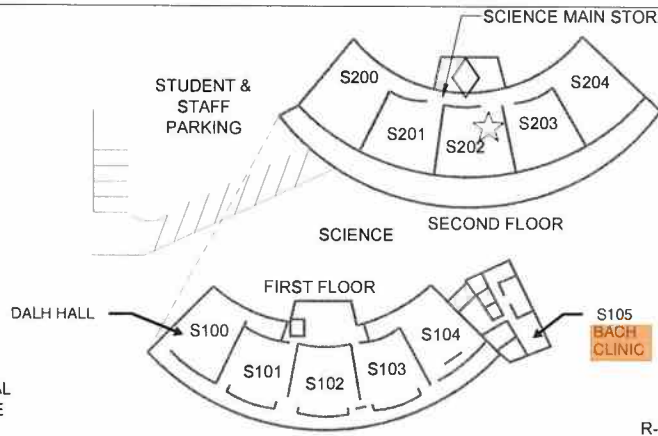 SCIENCE MAIN STOR
STUDENT &
STAFF
PARKING
S200
S201
S202
S203
S204
SECOND FLOOR
SCIENCE
FIRST FLOOR
DALH HALL
S100
S101
S102
S103
S104
S105
BACH
CLINIC
AL
E
R-